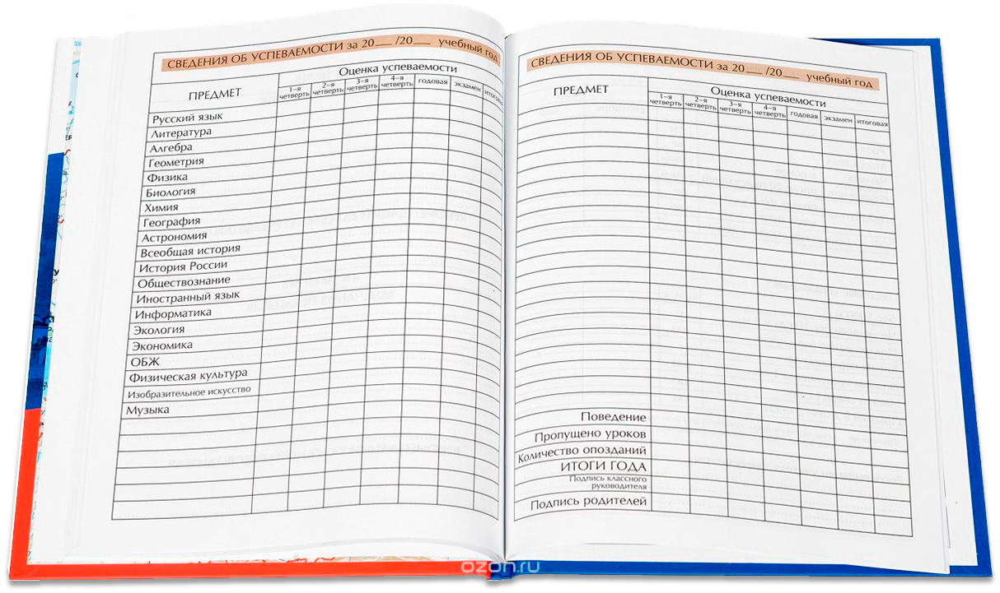 СВЕДЕНИЯ ОБ УСПЕВАЕМОСТИ за 20___ /20___ учебный год
ПРЕДМЕТ
Оценка успеваемости
1–я четверть
2–я четверть
3–я четверть
4–я четверть
годовая
экзамен
итоговая
Русский язык
Литература
Алгебра
Геометрия
Физика
Биология
Химия
География
Астрономия
Всеобщая история
История России
Обществознание
Иностранный язык
Информатика
Экология
Экономика
ОБЖ
Физическая культура
Изобразительное искусство
Музыка
СВЕДЕНИЯ ОБ УСПЕВАЕМОСТИ за 20___ /20___ учебный год
ПРЕДМЕТ
Оценка успеваемости
1–я четверть
2–я четверть
3–я четверть
4–я четверть
годовая
экзамен
итоговая
Поведение
Пропущено уроков
Количество опозданий
ИТОГИ ГОДА
Подпись классного
руководителя
Подпись родителей
ozon.ru